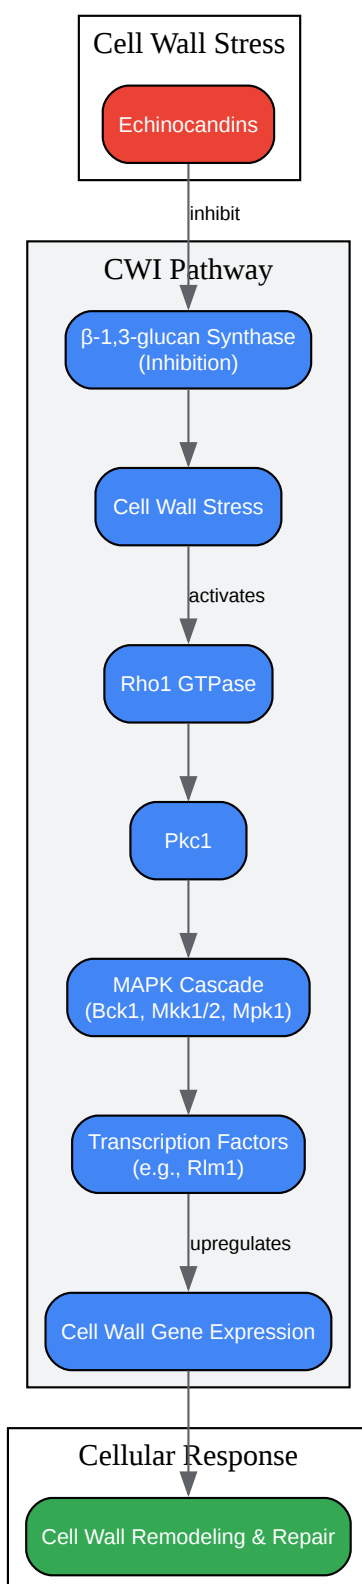 Cell Wall Stress
Echinocandins
inhibit
CWI Pathway
β-1,3-glucan Synthase
(Inhibition)
Cell Wall Stress
activates
Rho1 GTPase
Pkc1
MAPK Cascade
(Bck1, Mkk1/2, Mpk1)
Transcription Factors
(e.g., Rlm1)
upregulates
Cell Wall Gene Expression
Cellular Response
Cell Wall Remodeling & Repair